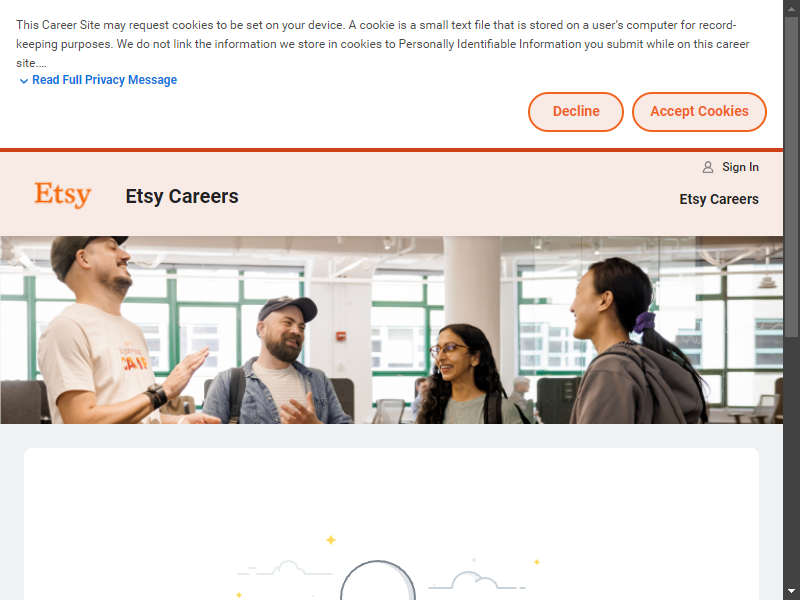 This Career Site may request cookies to be set on your device. A cookie is a small text file that is stored on a user's computer for record-
keeping purposes. We do not link the information we store in cookies to Personally Identifiable Information you submit while on this career
site....
Read Full Privacy Message
Decline
Accept Cookies
Sign In
Etsy
Etsy Careers
Etsy Careers